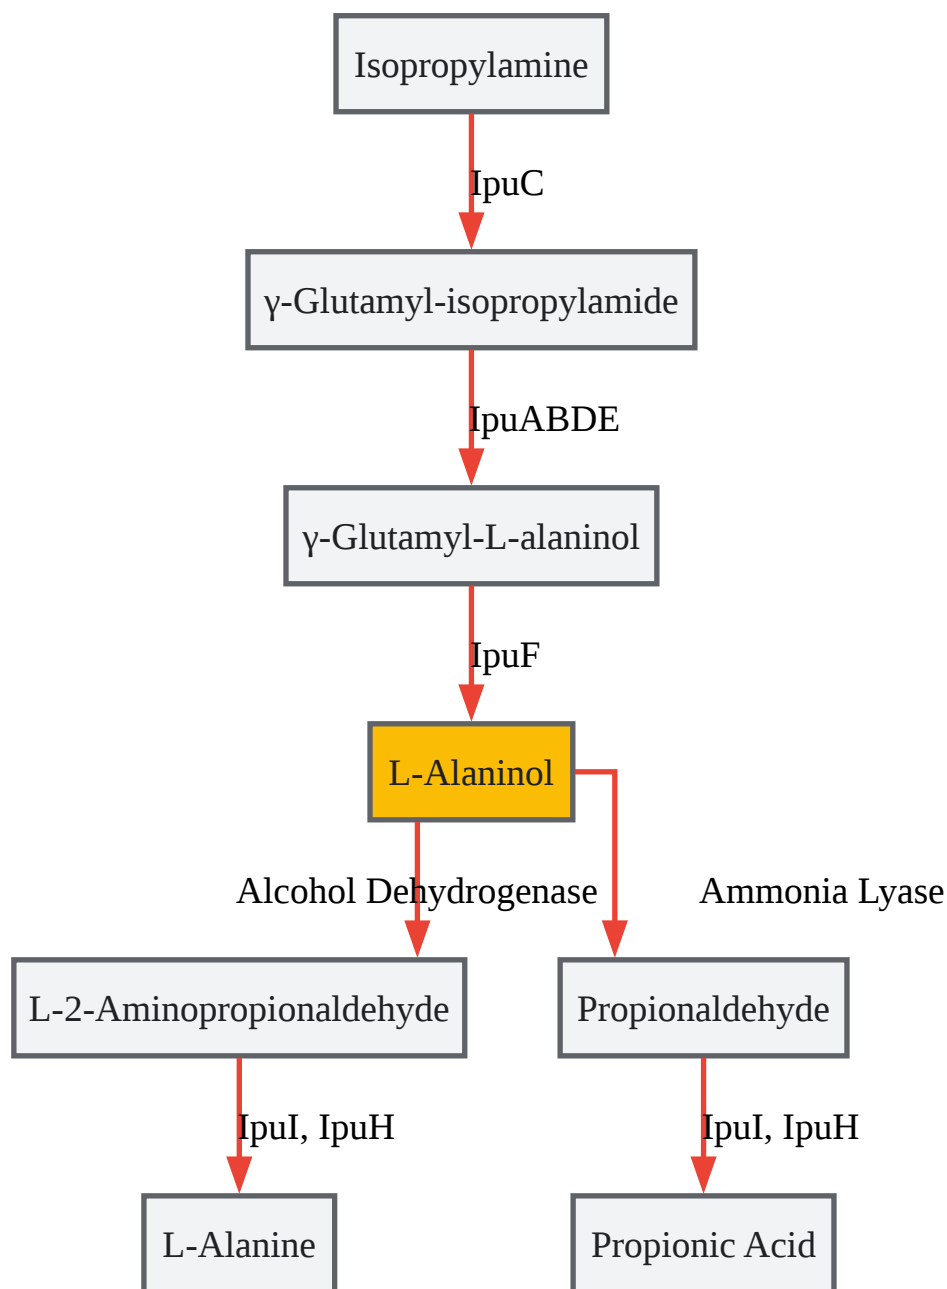 Isopropylamine
IpuC
γ-Glutamyl-isopropylamide
IpuABDE
γ-Glutamyl-L-alaninol
IpuF
L-Alaninol
Alcohol Dehydrogenase
Ammonia Lyase
L-2-Aminopropionaldehyde
Propionaldehyde
IpuI, IpuH
IpuI, IpuH
L-Alanine
Propionic Acid